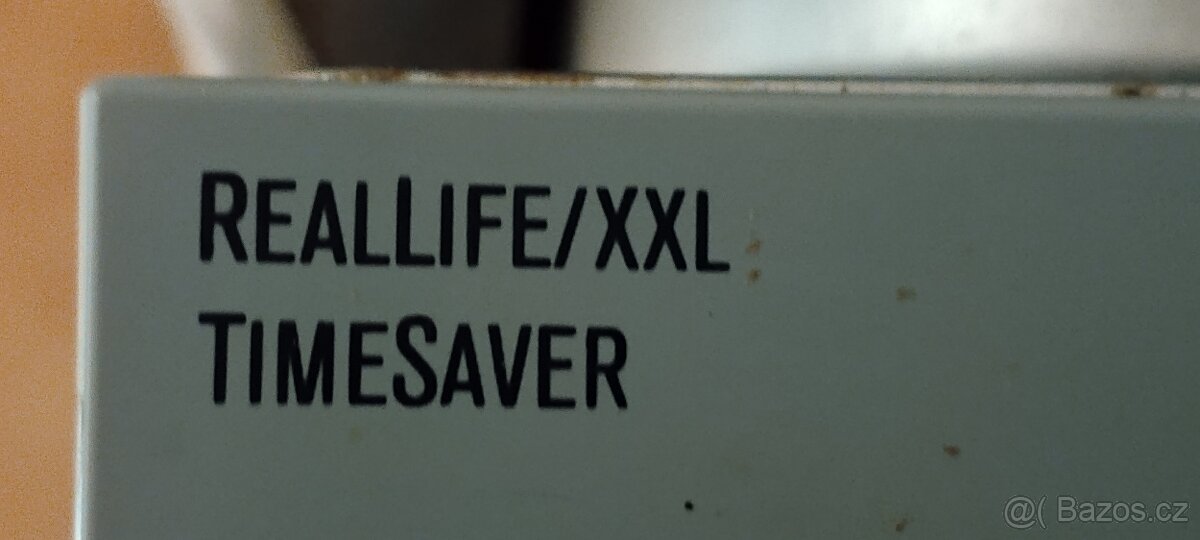 REALLIFE/XXL
TIMESAVER
@( Bazos.cz